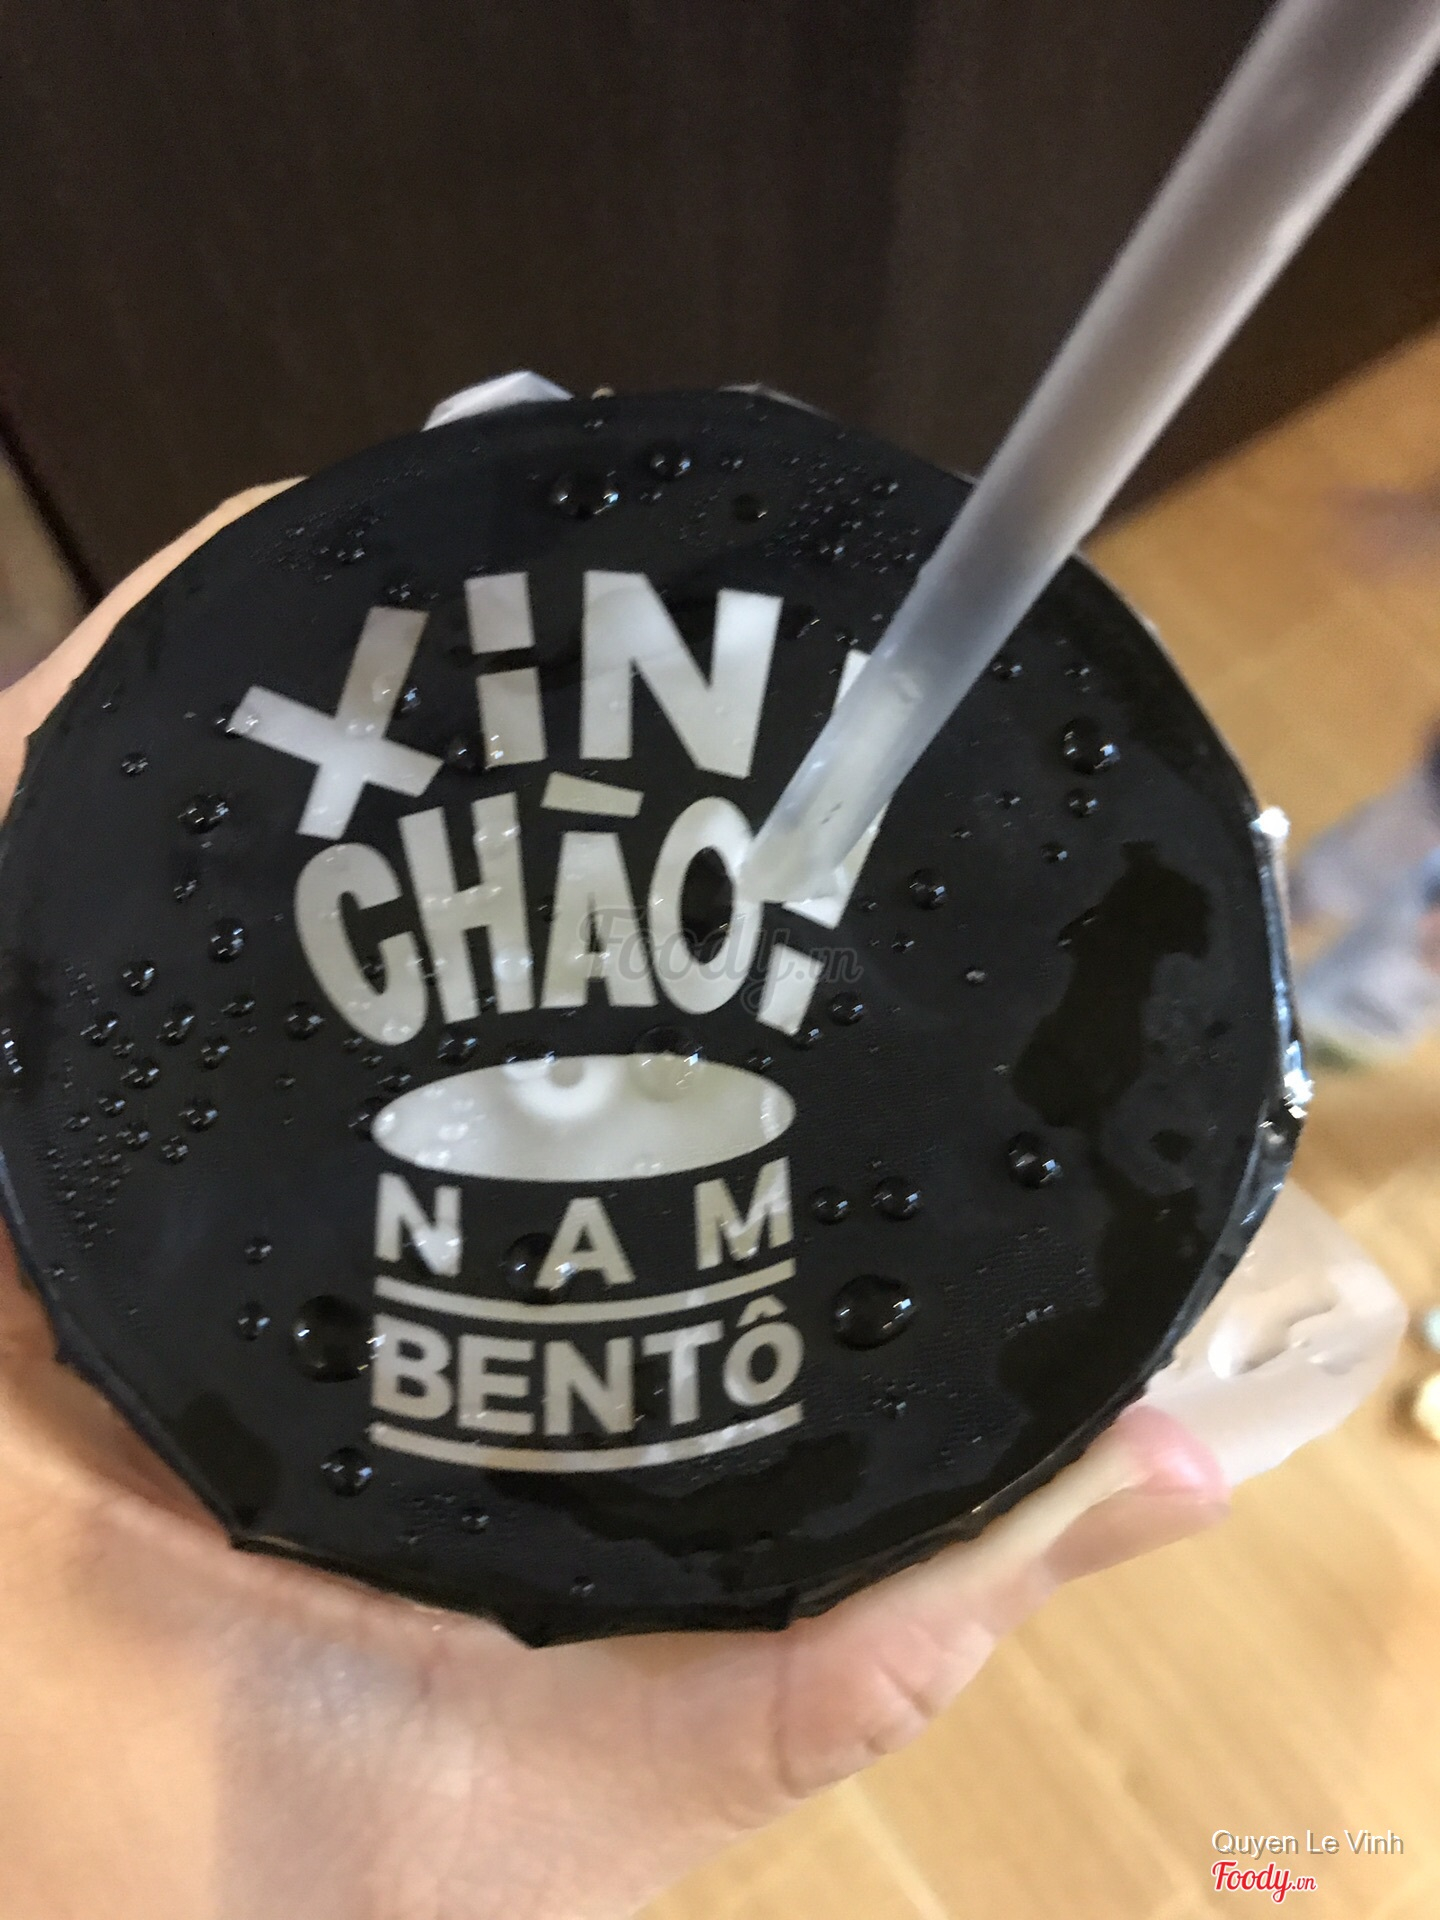 XiN
CHÀO!
NAM
BENTÔ
Foody.vn
Quyen Le Vinh
Foody.vn